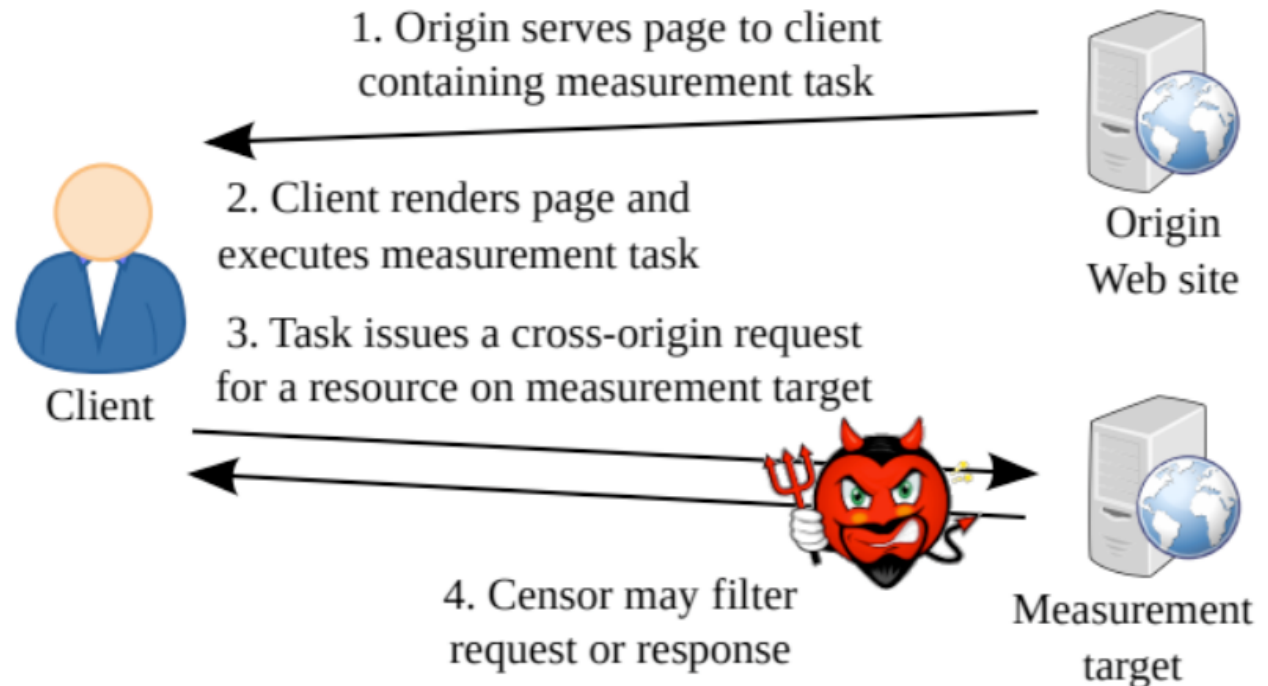 1. Origin serves page to client
containing measurement task
2. Client renders page and
executes measurement task
Origin
Web site
3. Task issues a cross-origin request
for a resource on measurement target
Client
4. Censor may filter
request or response
Measurement
target